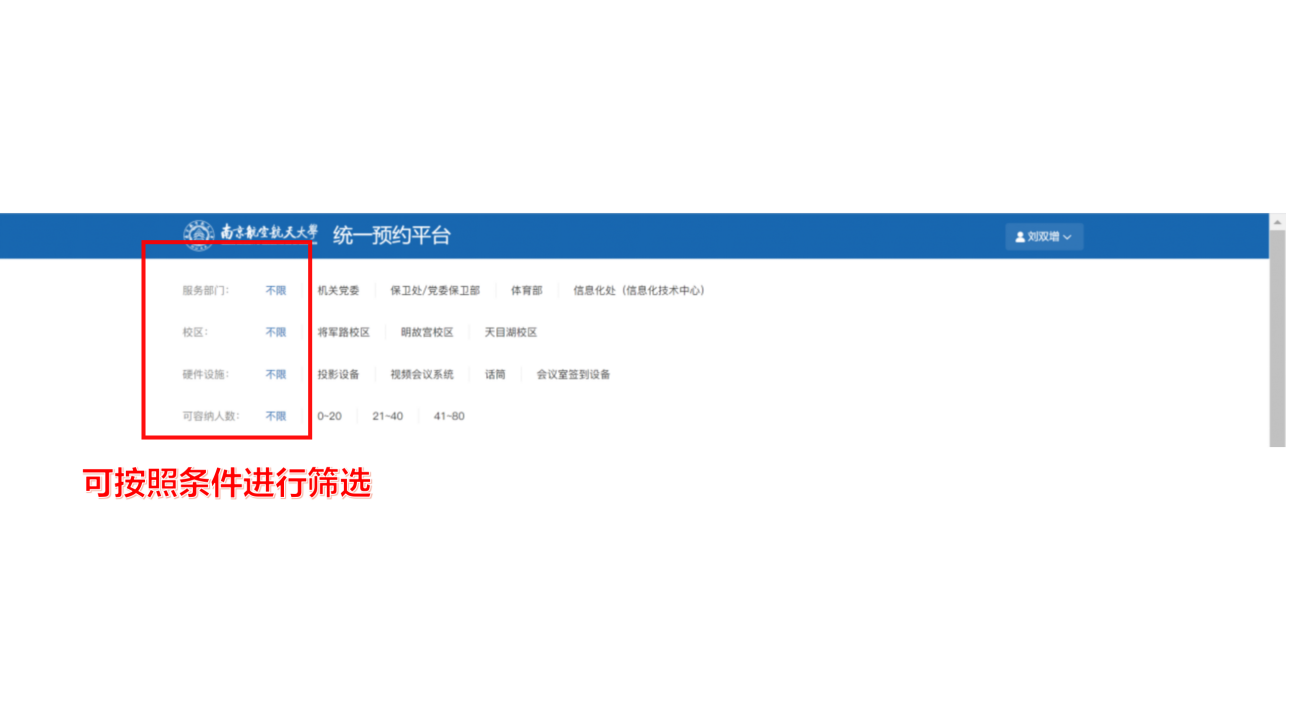 南京航空航天大學 统一预约平台 刘双增
服务部门: 不限 机关党委 保卫处/党委保卫部 体育部 信息化处（信息化技术中心）
校区: 不限 将军路校区 明故宫校区 天目湖校区
硬件设施: 不限 投影设备 视频会议系统 话筒 会议室签到设备
可容纳人数: 不限 0~20 21~40 41~80
可按照条件进行筛选